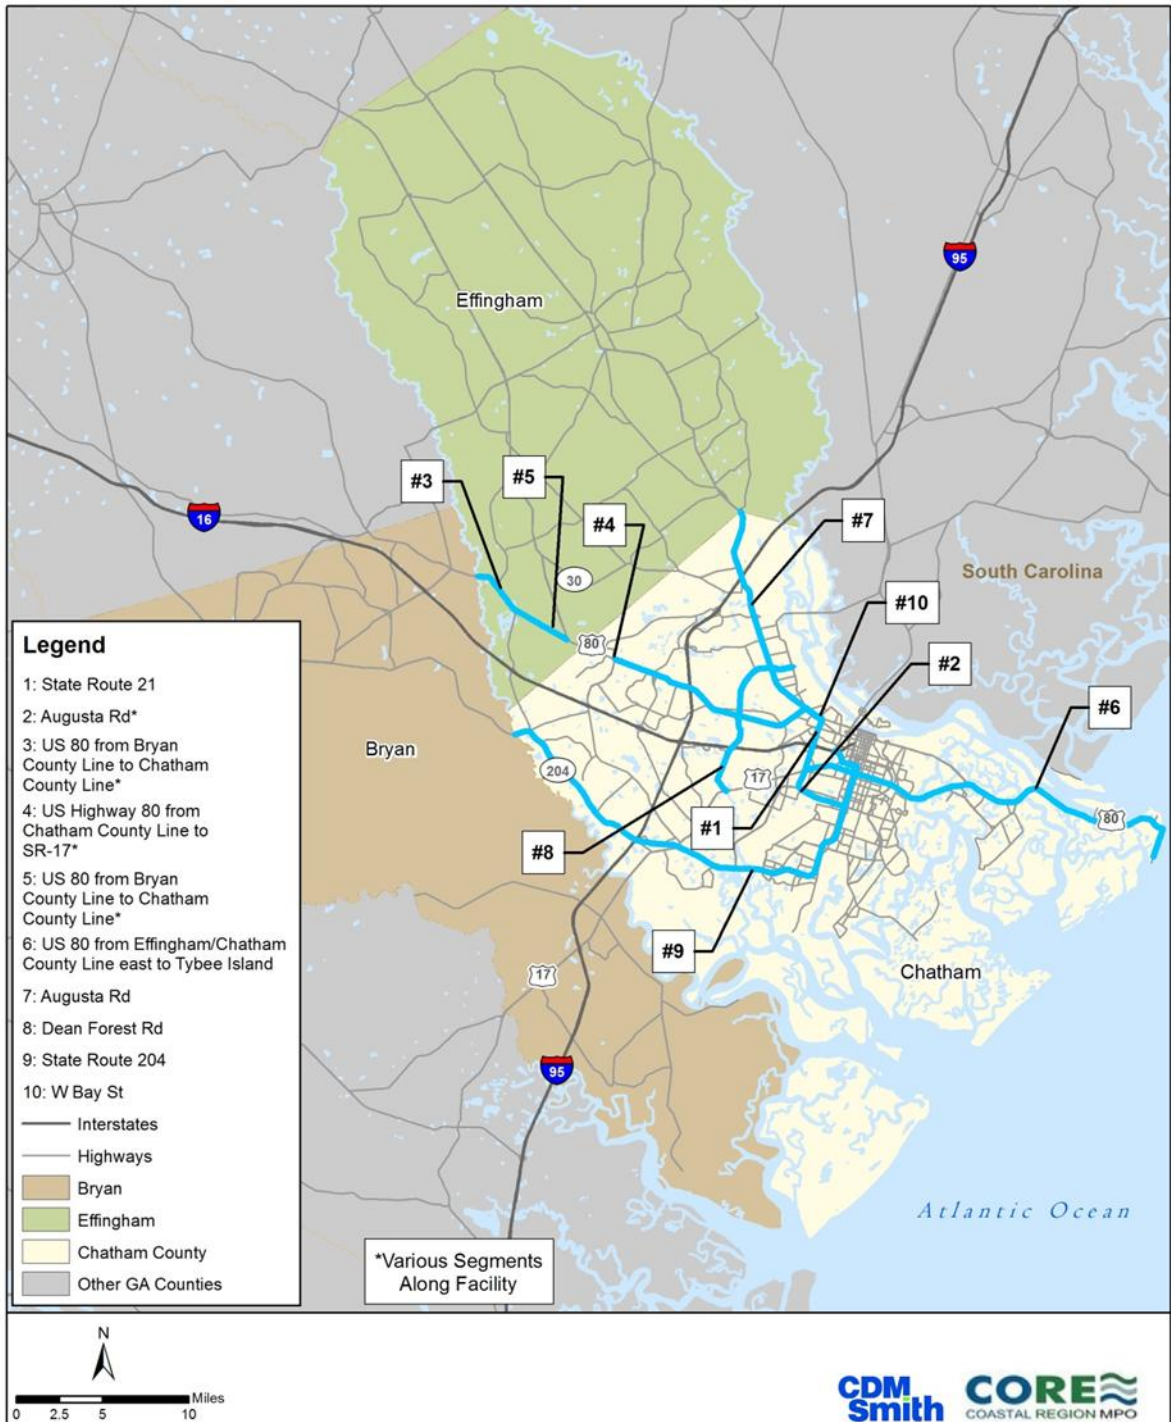 Effingham
95
#3
#5
#4
16
#7
30
South Carolina
#10
80
#2
#6
Bryan
204
17
80
#1
#8
#9
Chatham
17
95
Atlantic Ocean
Legend
1: State Route 21
2: Augusta Rd*
3: US 80 from Bryan
County Line to Chatham
County Line*
4: US Highway 80 from
Chatham County Line to
SR-17*
5: US 80 from Bryan
County Line to Chatham
County Line*
6: US 80 from Effingham/Chatham
County Line east to Tybee Island
7: Augusta Rd
8: Dean Forest Rd
9: State Route 204
10: W Bay St
Interstates
Highways
Bryan
Effingham
Chatham County
Other GA Counties
*Various Segments
Along Facility
N
Miles
0 2.5 5 10
CDM
Smith
CORE
COASTAL REGION MPO